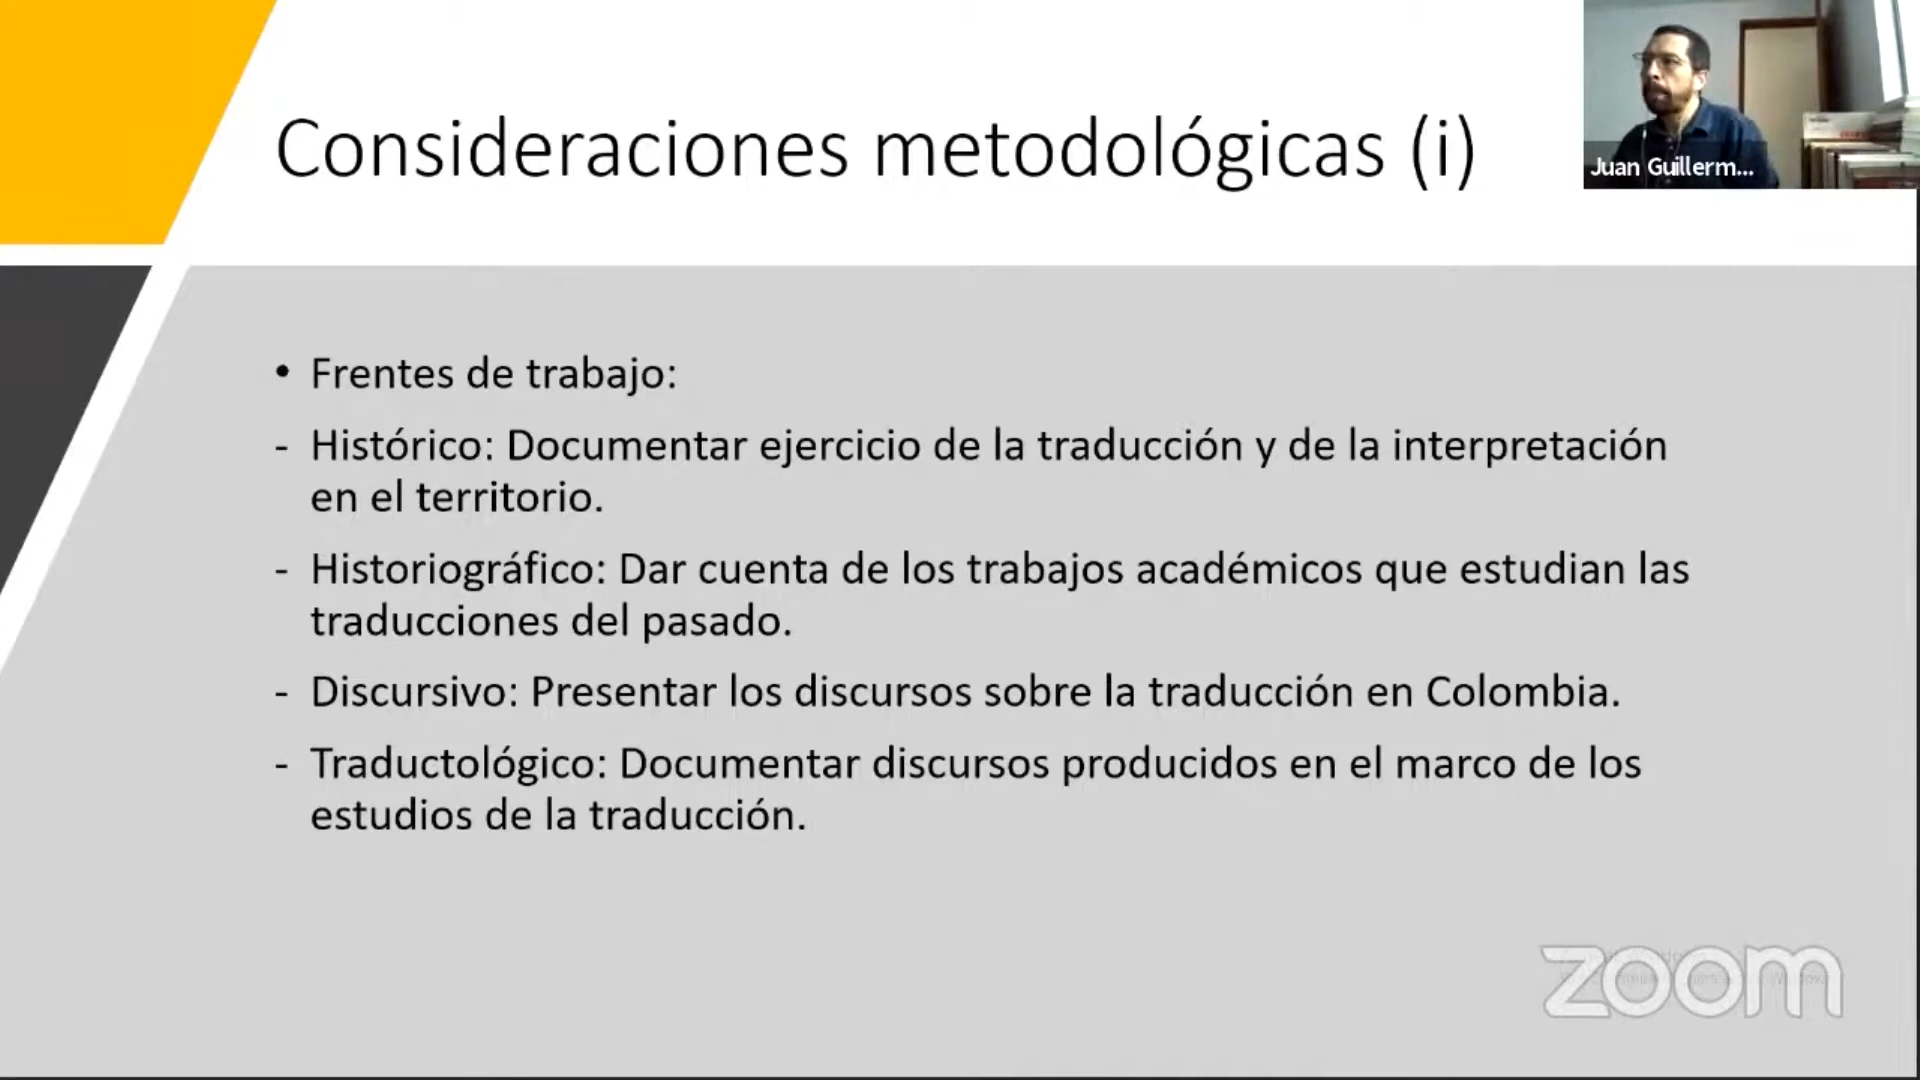 Consideraciones metodológicas (i)
Juan Guillerm...
• Frentes de trabajo:
- Histórico: Documentar ejercicio de la traducción y de la interpretación
en el territorio.
- Historiográfico: Dar cuenta de los trabajos académicos que estudian las
traducciones del pasado.
- Discursivo: Presentar los discursos sobre la traducción en Colombia.
- Traductológico: Documentar discursos producidos en el marco de los
estudios de la traducción.
zoom